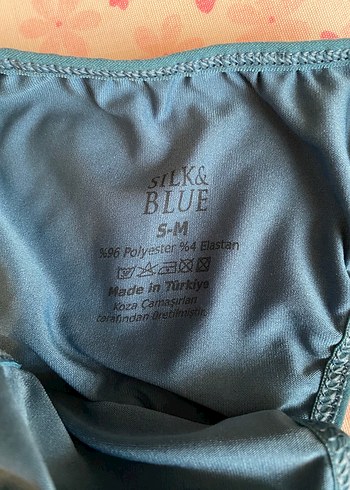 SILK&
BLUE
S-M
%96 Polyester %4 Elastan
Made in Türkiye
Koza Çamaşırları
tarafından üretilmiştir.